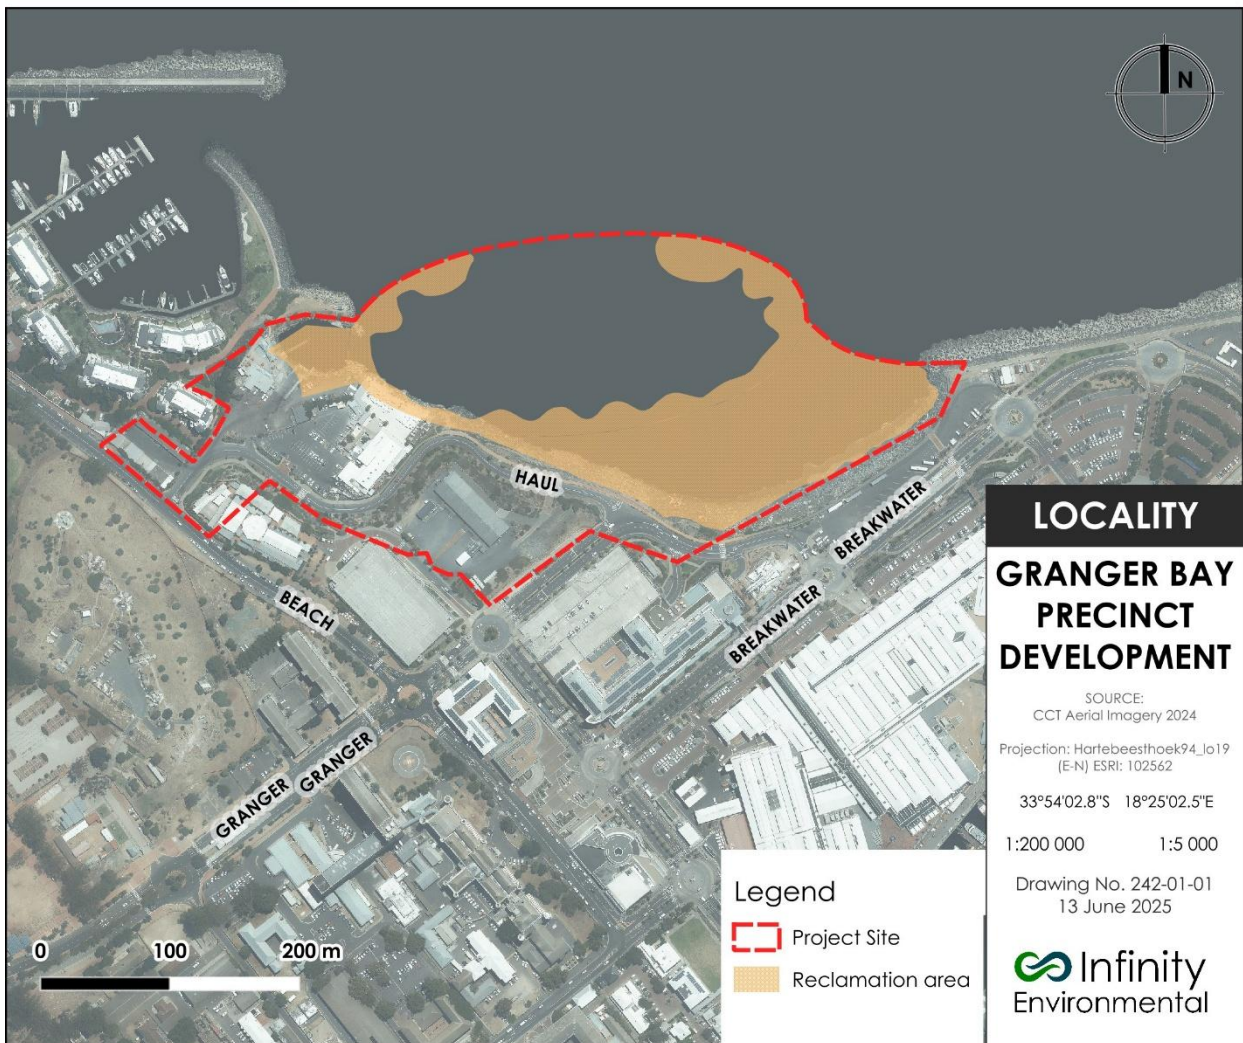 N
HAUL
BREAKWATER
BREAKWATER
BEACH
GRANGER
GRANGER
0 100 200 m
LOCALITY
GRANGER BAY
PRECINCT
DEVELOPMENT
SOURCE:
CCT Aerial Imagery 2024
Projection: Hartebeesthoek94_lo19
(E-N) ESRI: 102562
33°54'02.8"S 18°25'02.5"E
1:200 000 1:5 000
Drawing No. 242-01-01
13 June 2025
Legend
Project Site
Reclamation area
Infinity
Environmental